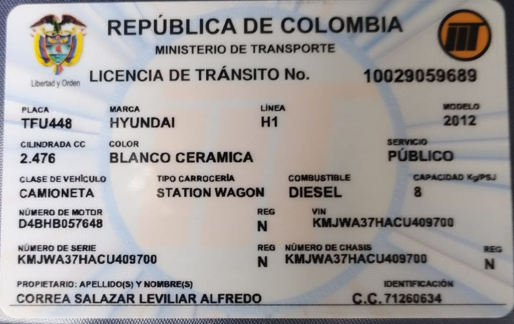 REPÚBLICA DE COLOMBIA
MINISTERIO DE TRANSPORTE
Libertad y Orden
LICENCIA DE TRÁNSITO No. 10029059689
PLACA MARCA LÍNEA MODELO
TFU448 HYUNDAI H1 2012
CILINDRADA CC COLOR SERVICIO
2.476 BLANCO CERAMICA PÚBLICO
CLASE DE VEHÍCULO TIPO CARROCERÍA COMBUSTIBLE CAPACIDAD Kg/PSJ
CAMIONETA STATION WAGON DIESEL 8
NÚMERO DE MOTOR REG VIN
D4BHB057648 N KMJWA37HACU409700
NÚMERO DE SERIE REG NÚMERO DE CHASIS REG
KMJWA37HACU409700 N KMJWA37HACU409700 N
PROPIETARIO: APELLIDO(S) Y NOMBRE(S) IDENTIFICACIÓN
CORREA SALAZAR LEVILIAR ALFREDO C.C. 71260634